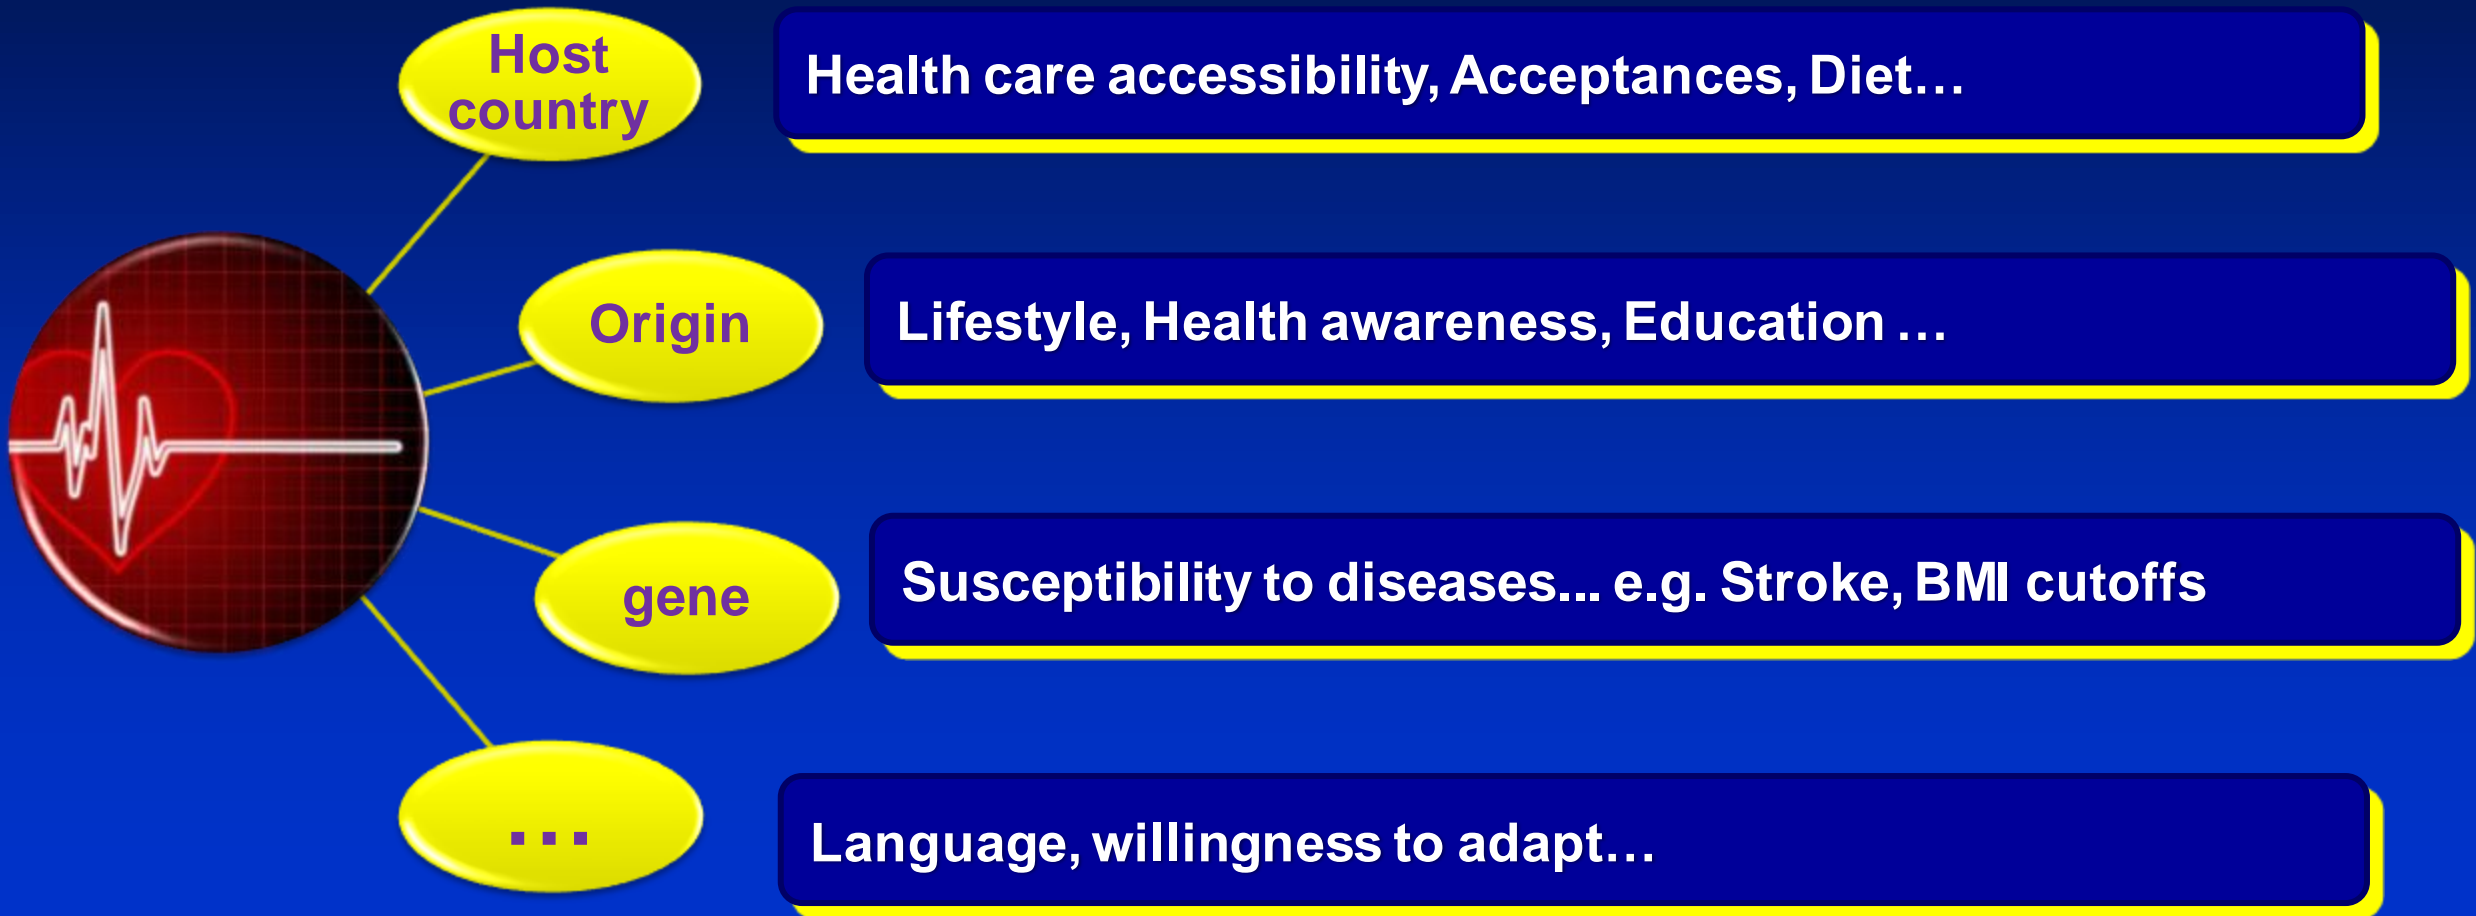 Host
country
Health care accessibility, Acceptances, Diet…
Origin
Lifestyle, Health awareness, Education …
gene
Susceptibility to diseases... e.g. Stroke, BMI cutoffs
…
Language, willingness to adapt…